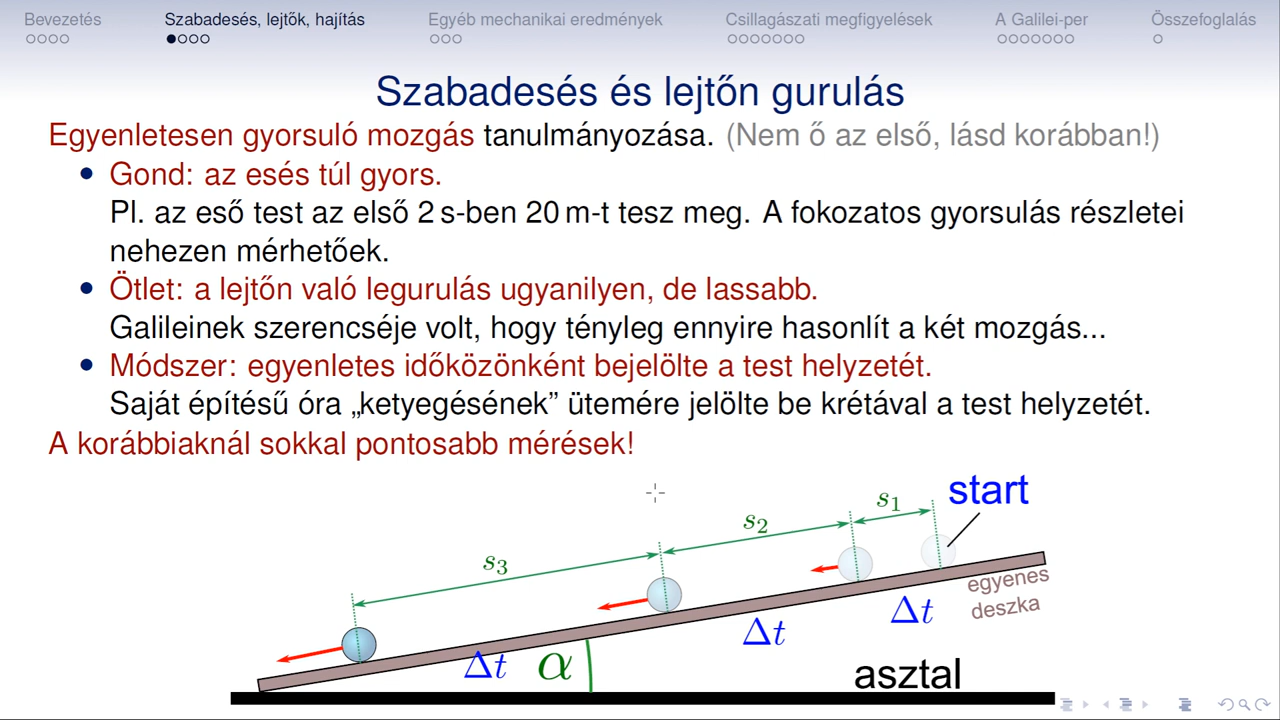 Bevezetés Szabadesés, lejtők, hajítás Egyéb mechanikai eredmények Csillagászati megfigyelések A Galilei-per Összefoglalás
Szabadesés és lejtőn gurulás
Egyenletesen gyorsuló mozgás tanulmányozása. (Nem ő az első, lásd korábban!)
• Gond: az esés túl gyors.
Pl. az eső test az első 2 s-ben 20 m-t tesz meg. A fokozatos gyorsulás részletei
nehezen mérhetőek.
• Ötlet: a lejtőn való legurulás ugyanilyen, de lassabb.
Galileinek szerencséje volt, hogy tényleg ennyire hasonlít a két mozgás...
• Módszer: egyenletes időközönként bejelölte a test helyzetét.
Saját építésű óra „ketyegésének” ütemére jelölte be krétával a test helyzetét.
A korábbiaknál sokkal pontosabb mérések!
start
s₁
s₂
s₃
egyenes
deszka
Δt
Δt
Δt
α
asztal